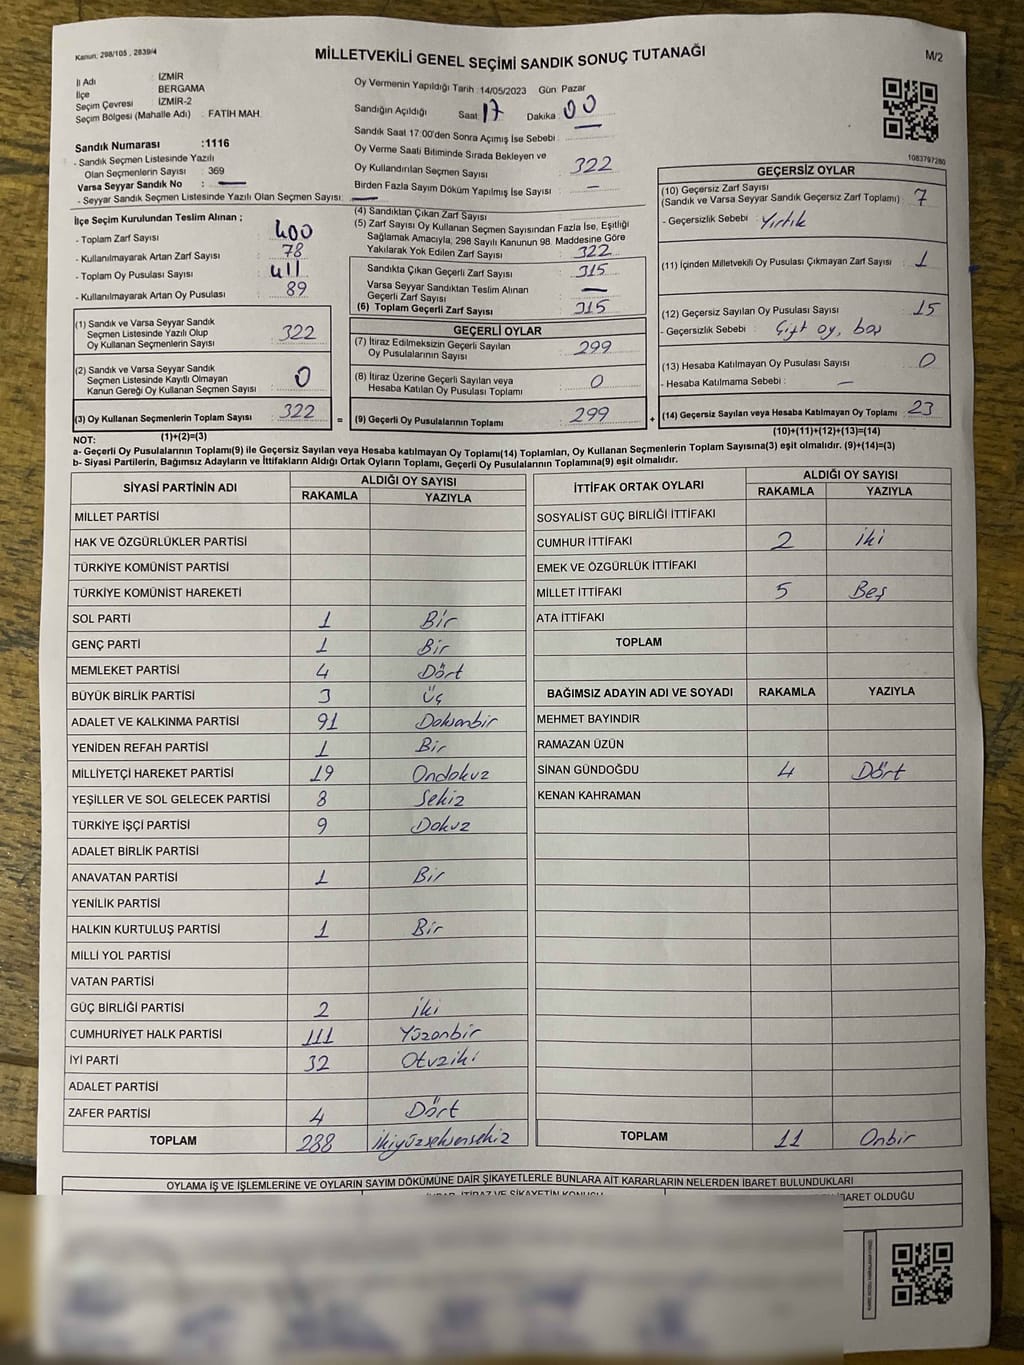 Kanun: 298/105 , 2839/4
MİLLETVEKİLİ GENEL SEÇİMİ SANDIK SONUÇ TUTANAĞI
M/2
İl Adı : İZMİR
İlçe BERGAMA
Seçim Çevresi : İZMİR-2
Seçim Bölgesi (Mahalle Adı) : FATİH MAH.
Sandık Numarası :1116
- Sandık Seçmen Listesinde Yazılı
Olan Seçmenlerin Sayısı : 369
Varsa Seyyar Sandık No : —
- Seyyar Sandık Seçmen Listesinde Yazılı Olan Seçmen Sayısı: —
Oy Vermenin Yapıldığı Tarih :14/05/2023 Gün Pazar
Sandığın Açıldığı Saat 17 Dakika 00
Sandık Saat 17:00'den Sonra Açımış İse Sebebi : —
Oy Verme Saati Bitiminde Sırada Bekleyen ve
Oy Kullandırılan Seçmen Sayısı : 322
Birden Fazla Sayım Döküm Yapılmış İse Sayısı : —
1083797280
İlçe Seçim Kurulundan Teslim Alınan ;
- Toplam Zarf Sayısı : 400
- Kullanılmayarak Artan Zarf Sayısı : 78
- Toplam Oy Pusulası Sayısı : 411
- Kullanılmayarak Artan Oy Pusulası : 89
(1) Sandık ve Varsa Seyyar Sandık
Seçmen Listesinde Yazılı Olup
Oy Kullanan Seçmenlerin Sayısı : 322
(2) Sandık ve Varsa Seyyar Sandık
Seçmen Listesinde Kayıtlı Olmayan
Kanun Gereği Oy Kullanan Seçmen Sayısı : 0
(3) Oy Kullanan Seçmenlerin Toplam Sayısı : 322 =
(1)+(2)=(3)
(4) Sandıktan Çıkan Zarf Sayısı :
(5) Zarf Sayısı Oy Kullanan Seçmen Sayısından Fazla İse, Eşitliği
Sağlamak Amacıyla, 298 Sayılı Kanunun 98. Maddesine Göre
Yakılarak Yok Edilen Zarf Sayısı : 322
Sandıkta Çıkan Geçerli Zarf Sayısı : 315
Varsa Seyyar Sandıktan Teslim Alınan
Geçerli Zarf Sayısı : —
(6) Toplam Geçerli Zarf Sayısı : 315
GEÇERLİ OYLAR
(7) İtiraz Edilmeksizin Geçerli Sayılan
Oy Pusulalarının Sayısı : 299
(8) İtiraz Üzerine Geçerli Sayılan veya
Hesaba Katılan Oy Pusulası Toplamı : 0
(9) Geçerli Oy Pusulalarının Toplamı : 299 +
GEÇERSİZ OYLAR
(10) Geçersiz Zarf Sayısı
(Sandık ve Varsa Seyyar Sandık Geçersiz Zarf Toplamı) : 7
- Geçersizlik Sebebi : Yırtık
(11) İçinden Milletvekili Oy Pusulası Çıkmayan Zarf Sayısı : 1
(12) Geçersiz Sayılan Oy Pusulası Sayısı : 15
- Geçersizlik Sebebi : Çift oy, boş
(13) Hesaba Katılmayan Oy Pusulası Sayısı : 0
- Hesaba Katılmama Sebebi : —
(14) Geçersiz Sayılan veya Hesaba Katılmayan Oy Toplamı : 23
(10)+(11)+(12)+(13)=(14)
NOT:
a- Geçerli Oy Pusulalarının Toplamı(9) ile Geçersiz Sayılan veya Hesaba katılmayan Oy Toplamı(14) Toplamları, Oy Kullanan Seçmenlerin Toplam Sayısına(3) eşit olmalıdır. (9)+(14)=(3)
b- Siyasi Partilerin, Bağımsız Adayların ve İttifakların Aldığı Ortak Oyların Toplamı, Geçerli Oy Pusulalarının Toplamına(9) eşit olmalıdır.
SİYASİ PARTİNİN ADI ALDIĞI OY SAYISI
RAKAMLA YAZIYLA
MİLLET PARTİSİ
HAK VE ÖZGÜRLÜKLER PARTİSİ
TÜRKİYE KOMÜNİST PARTİSİ
TÜRKİYE KOMÜNİST HAREKETİ
SOL PARTİ 1 Bir
GENÇ PARTİ 1 Bir
MEMLEKET PARTİSİ 4 Dört
BÜYÜK BİRLİK PARTİSİ 3 Üç
ADALET VE KALKINMA PARTİSİ 91 Doksanbir
YENİDEN REFAH PARTİSİ 1 Bir
MİLLİYETÇİ HAREKET PARTİSİ 19 Ondokuz
YEŞİLLER VE SOL GELECEK PARTİSİ 8 Sekiz
TÜRKİYE İŞÇİ PARTİSİ 9 Dokuz
ADALET BİRLİK PARTİSİ
ANAVATAN PARTİSİ 1 Bir
YENİLİK PARTİSİ
HALKIN KURTULUŞ PARTİSİ 1 Bir
MİLLİ YOL PARTİSİ
VATAN PARTİSİ
GÜÇ BİRLİĞİ PARTİSİ 2 iki
CUMHURİYET HALK PARTİSİ 111 Yüzonbir
İYİ PARTİ 32 Otuziki
ADALET PARTİSİ
ZAFER PARTİSİ 4 Dört
TOPLAM 288 ikiyüzseksensekiz
İTTİFAK ORTAK OYLARI ALDIĞI OY SAYISI
RAKAMLA YAZIYLA
SOSYALİST GÜÇ BİRLİĞİ İTTİFAKI
CUMHUR İTTİFAKI 2 iki
EMEK VE ÖZGÜRLÜK İTTİFAKI
MİLLET İTTİFAKI 5 Beş
ATA İTTİFAKI
TOPLAM
BAĞIMSIZ ADAYIN ADI VE SOYADI RAKAMLA YAZIYLA
MEHMET BAYINDIR
RAMAZAN ÜZÜN
SİNAN GÜNDOĞDU 4 Dört
KENAN KAHRAMAN
TOPLAM 11 Onbir
OYLAMA İŞ VE İŞLEMLERİNE VE OYLARIN SAYIM DÖKÜMÜNE DAİR ŞİKAYETLERLE BUNLARA AİT KARARLARIN NELERDEN İBARET BULUNDUKLARI
İTİRAZ VE ŞİKAYETİN KONUSU
İBARET OLDUĞU